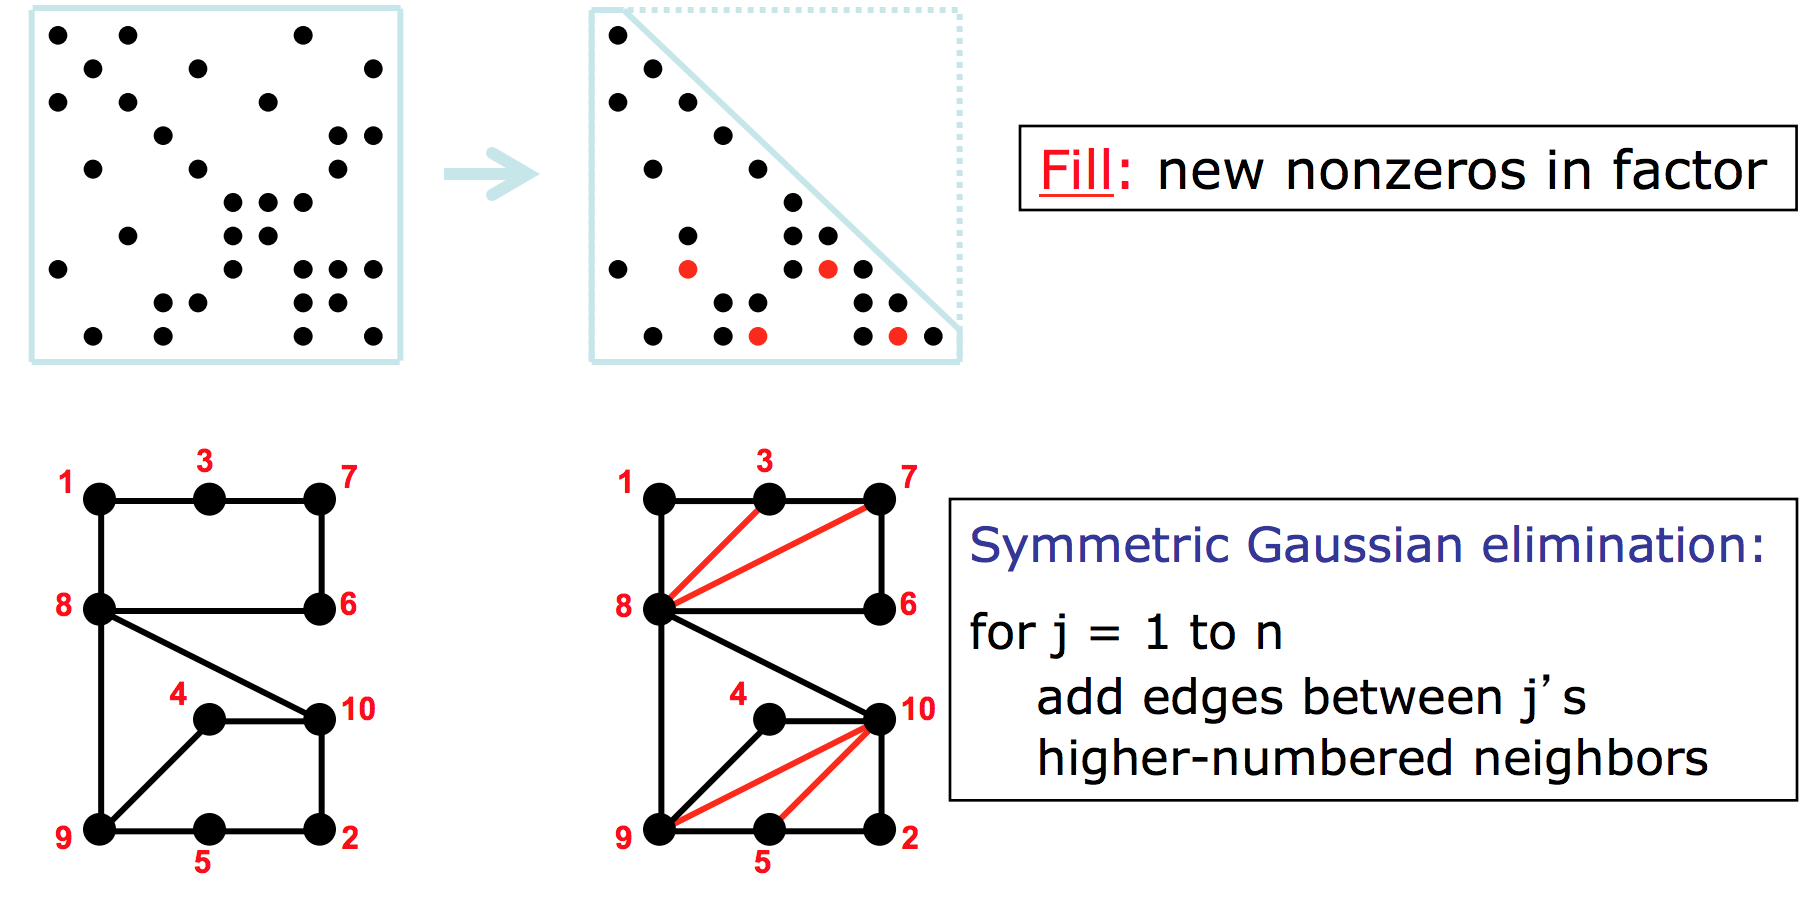 Fill: new nonzeros in factor
1 3 7
8 6
4 10
9 5 2
1 3 7
8 6
4 10
9 5 2
Symmetric Gaussian elimination:
for j = 1 to n
add edges between j’s
higher-numbered neighbors